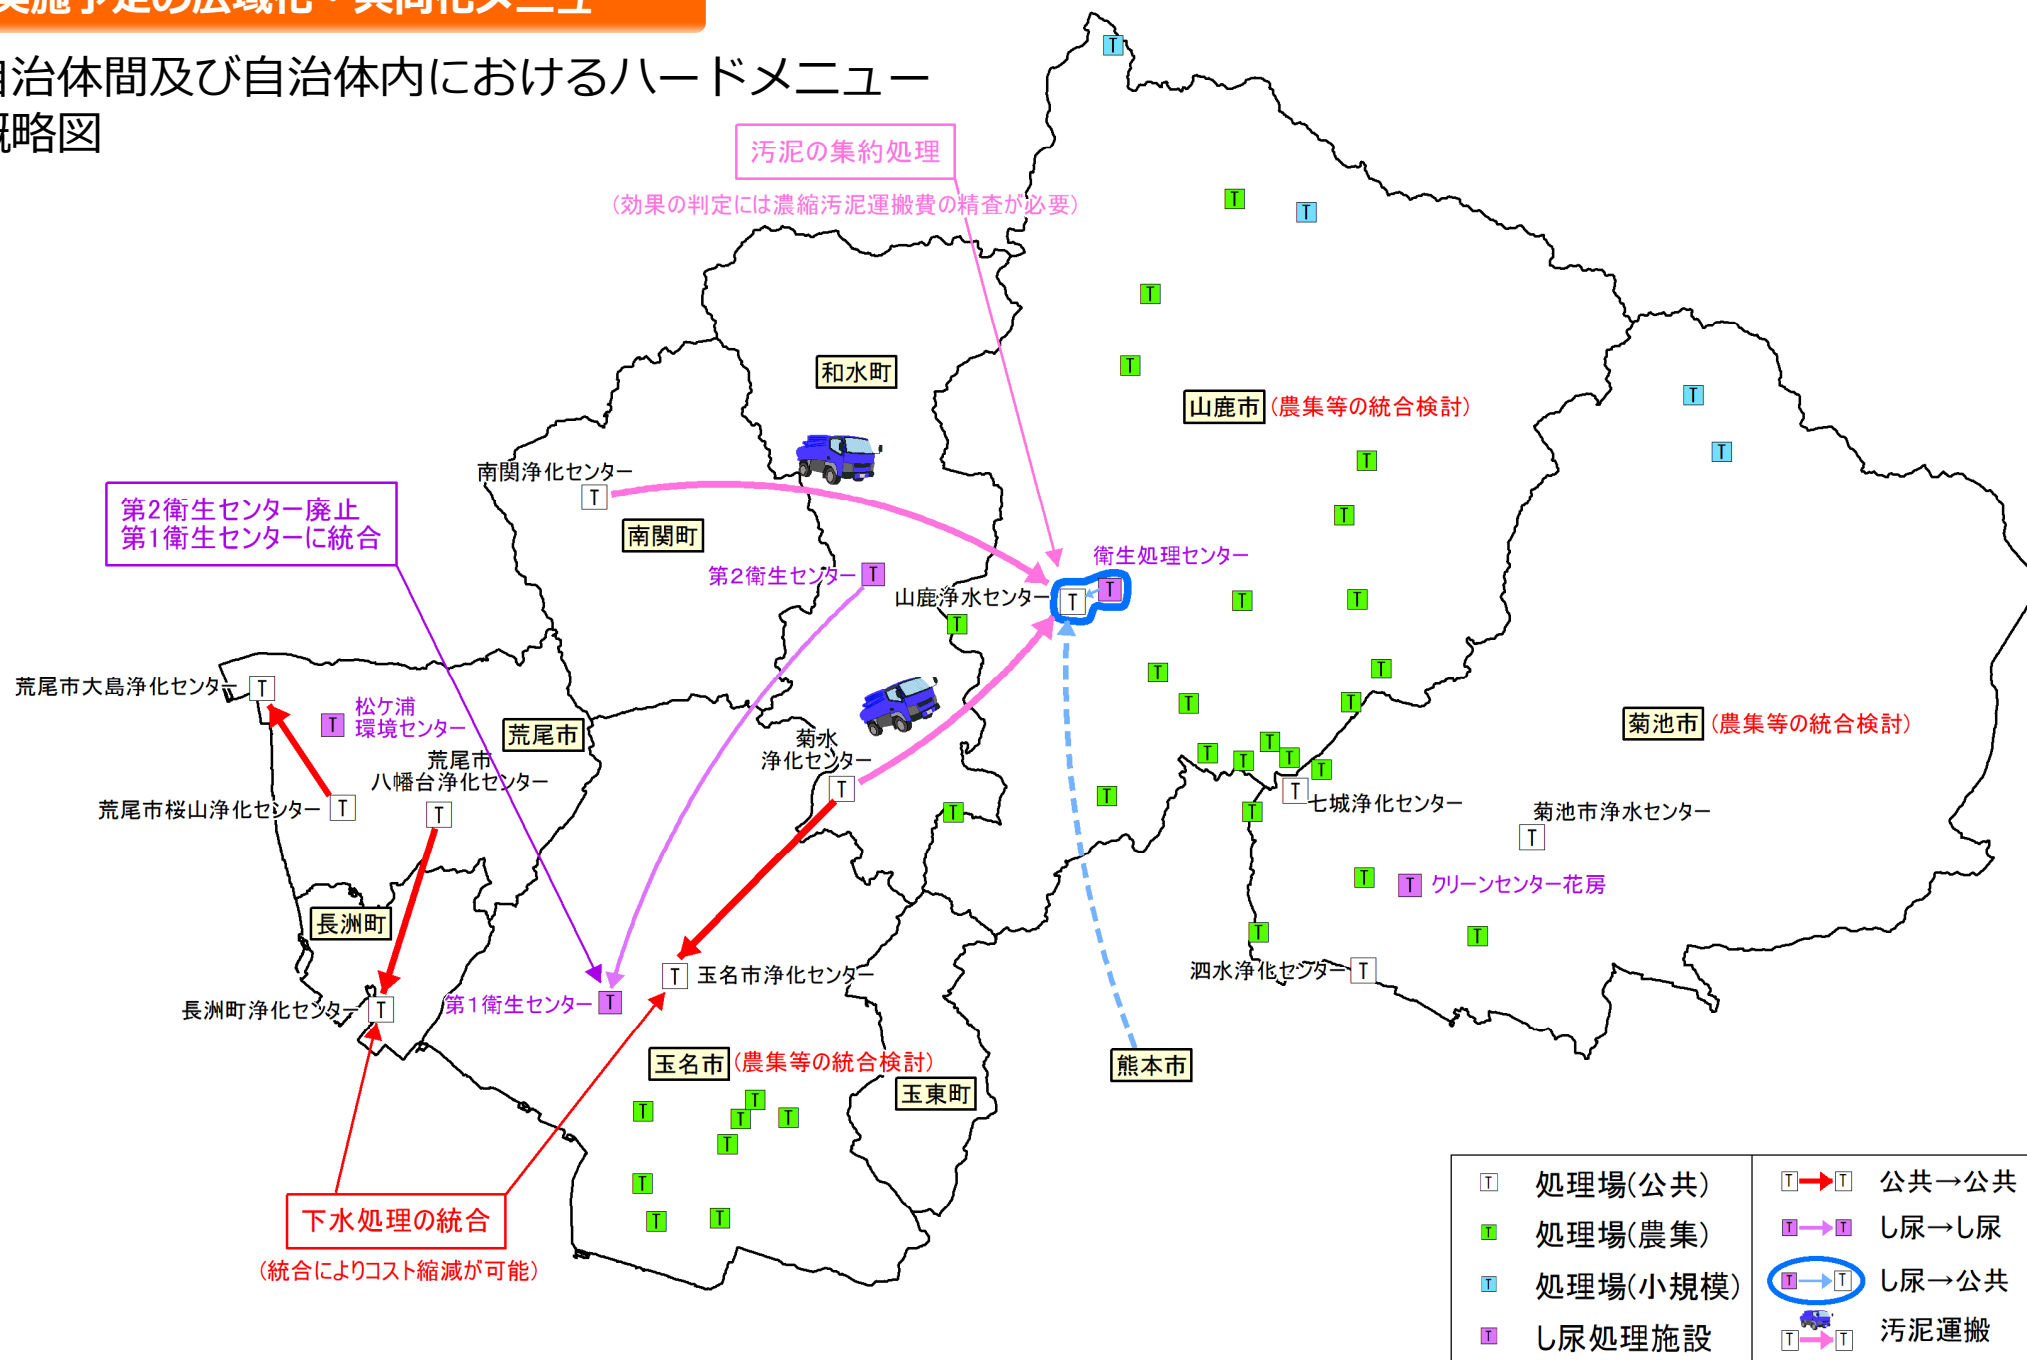 実施予定の広域化・共同化メニュー
自治体間及び自治体内におけるハードメニュー
概略図
汚泥の集約処理
(効果の判定には濃縮汚泥運搬費の精査が必要)
和水町
山鹿市
(農集等の統合検討)
南関浄化センター
第2衛生センター廃止
第1衛生センターに統合
南関町
衛生処理センター
第2衛生センター
山鹿浄水センター
荒尾市大島浄化センター
松ケ浦
環境センター
荒尾市
菊池市
(農集等の統合検討)
菊水
浄化センター
荒尾市
八幡台浄化センター
荒尾市桜山浄化センター
七城浄化センター
菊池市浄水センター
クリーンセンター花房
長洲町
泗水浄化センター
玉名市浄化センター
長洲町浄化センター
第1衛生センター
玉名市
(農集等の統合検討)
玉東町
熊本市
下水処理の統合
(統合によりコスト縮減が可能)
T 処理場(公共)
T 処理場(農集)
T 処理場(小規模)
T し尿処理施設
T→T 公共→公共
T→T し尿→し尿
T→T し尿→公共
T→T 汚泥運搬